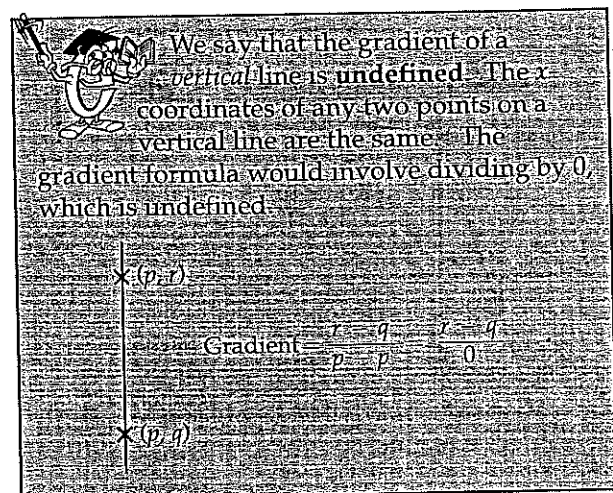 We say that the gradient of a
vertical line is undefined. The x-
coordinates of any two points on a
vertical line are the same. The
gradient formula would involve dividing by 0,
which is undefined.
(p, r)
Gradient = r - q / p - p = r - q / 0
(p, q)